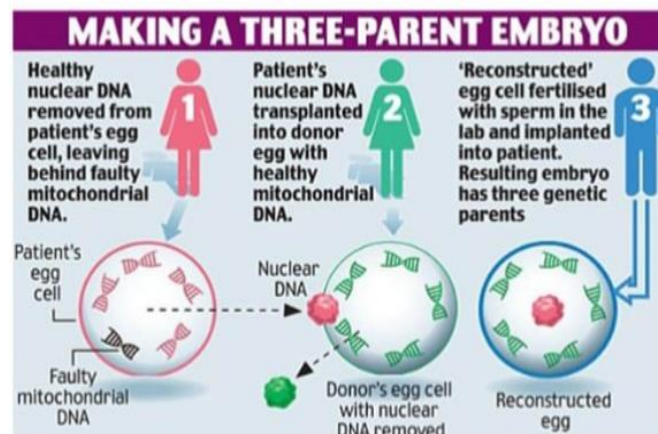 MAKING A THREE-PARENT EMBRYO
Healthy
nuclear DNA
removed from
patient's egg
cell, leaving
behind faulty
mitochondrial
DNA.
1
Patient's
nuclear DNA
transplanted
into donor
egg with
healthy
mitochondrial
DNA.
2
'Reconstructed'
egg cell fertilised
with sperm in the
lab and implanted
into patient.
Resulting embryo
has three genetic
parents
3
Patient's
egg
cell
Faulty
mitochondrial
DNA
Nuclear
DNA
Donor's egg cell
with nuclear
DNA removed
Reconstructed
egg